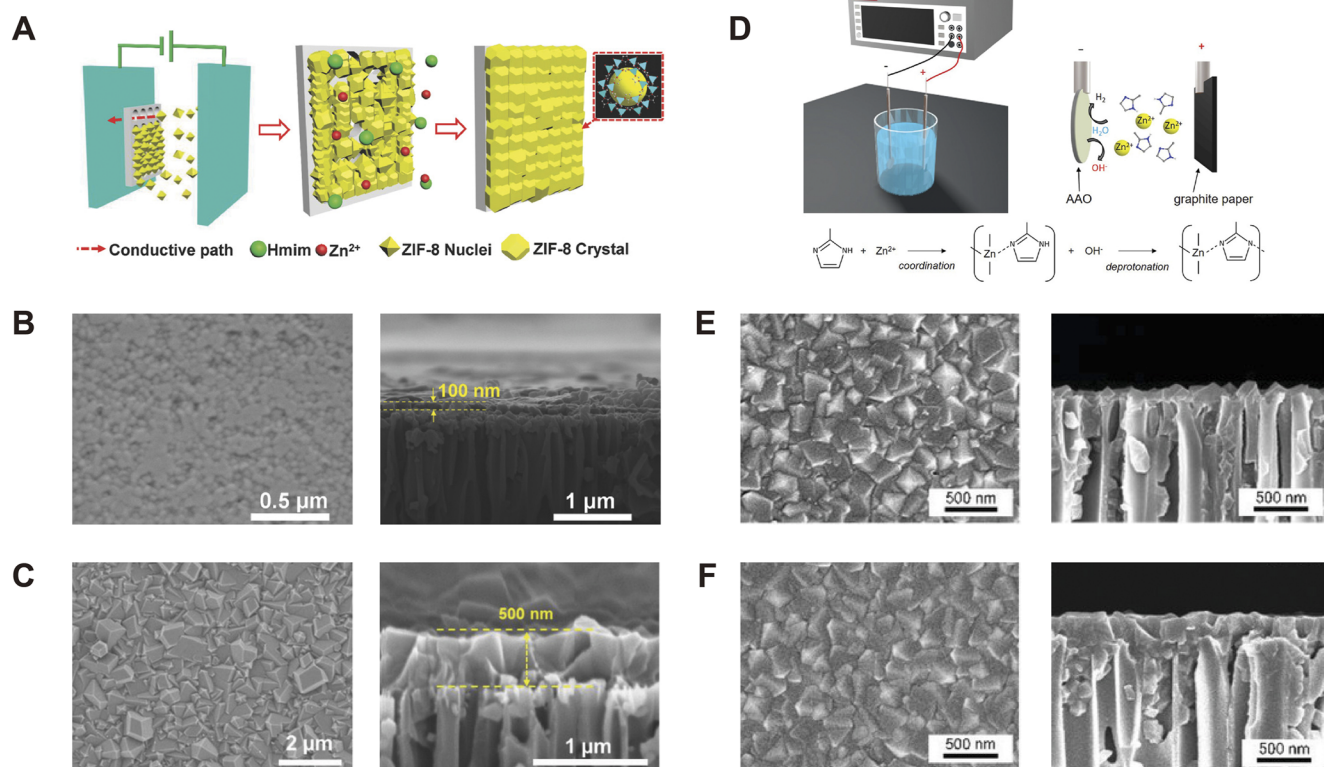 A
Conductive path
Hmim
Zn²⁺
ZIF-8 Nuclei
ZIF-8 Crystal
B
0.5 μm
100 nm
1 μm
C
2 μm
500 nm
1 μm
D
-
+
-
+
H₂
H₂O
OH⁻
Zn²⁺
Zn²⁺
Zn²⁺
AAO
graphite paper
N
NH
+ Zn²⁺
coordination
Zn
N
NH
+ OH⁻
deprotonation
Zn
N
N
E
500 nm
500 nm
F
500 nm
500 nm